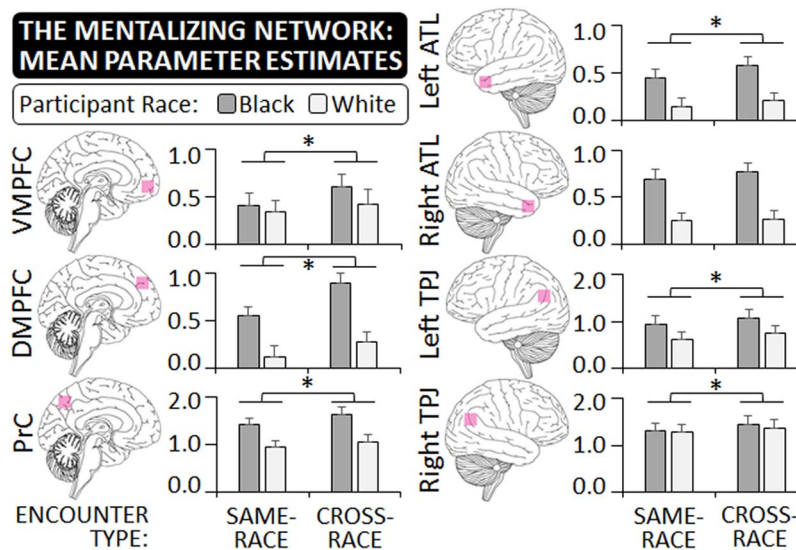 THE MENTALIZING NETWORK:
MEAN PARAMETER ESTIMATES
Participant Race: Black White
VMPFC
1.0
*
0.5
0.0
DMPFC
1.0
*
0.5
0.0
PrC
2.0
*
1.0
0.0
ENCOUNTER
TYPE:
SAME-
RACE
CROSS-
RACE
Left ATL
1.0
*
0.5
0.0
Right ATL
1.0
0.5
0.0
Left TPJ
2.0
*
1.0
0.0
Right TPJ
2.0
*
1.0
0.0
SAME-
RACE
CROSS-
RACE